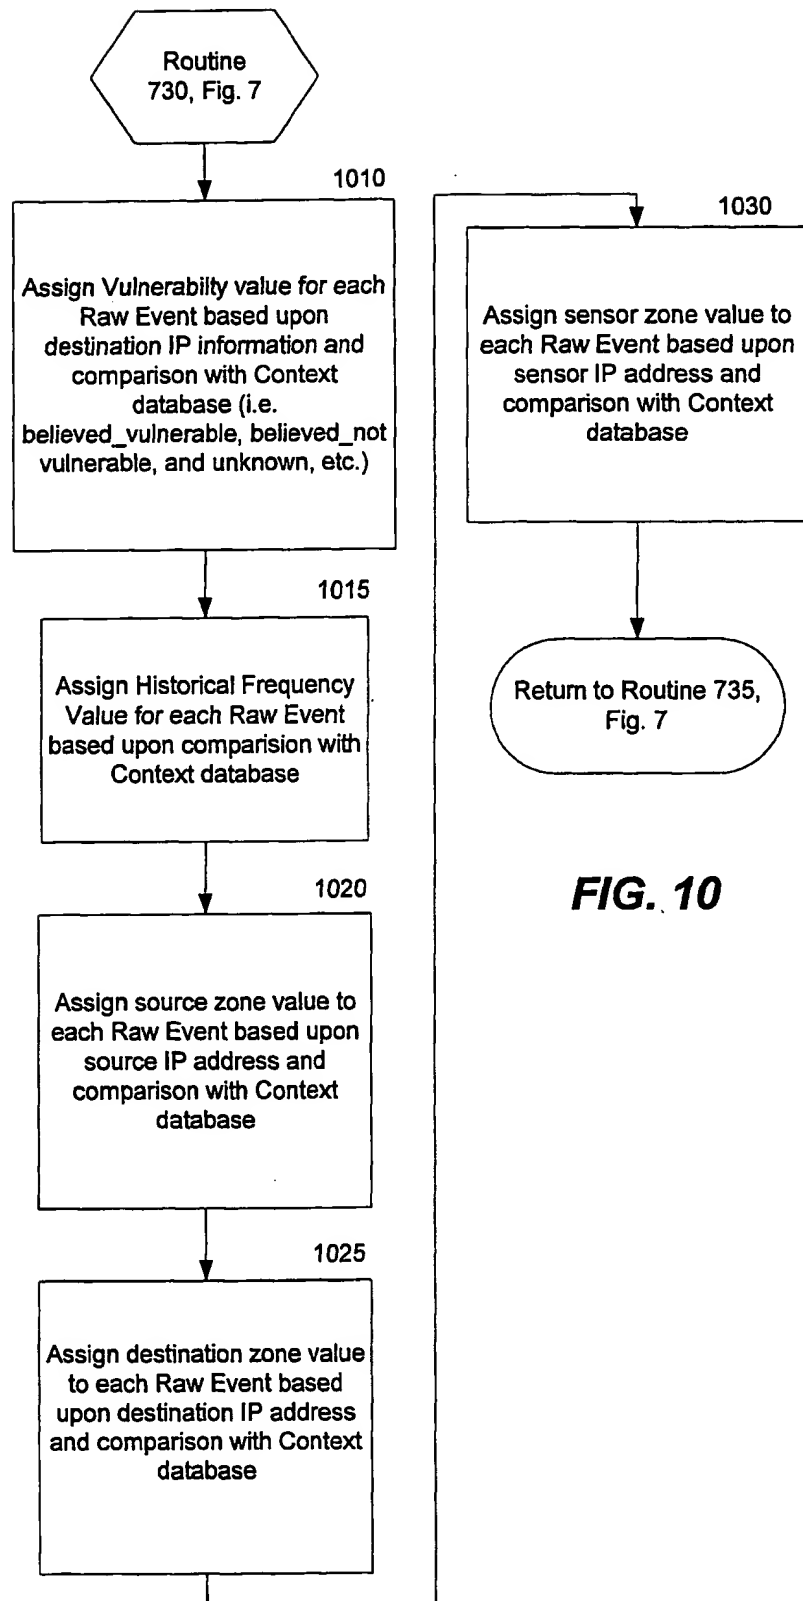 Routine
730, Fig. 7
1010
Assign Vulnerabilty value for each
Raw Event based upon
destination IP information and
comparison with Context
database (i.e.
believed_vulnerable, believed_not
vulnerable, and unknown, etc.)
1015
Assign Historical Frequency
Value for each Raw Event
based upon comparision with
Context database
1020
Assign source zone value to
each Raw Event based upon
source IP address and
comparison with Context
database
1025
Assign destination zone value
to each Raw Event based
upon destination IP address
and comparison with Context
database
1030
Assign sensor zone value to
each Raw Event based upon
sensor IP address and
comparison with Context
database
Return to Routine 735,
Fig. 7
FIG. 10